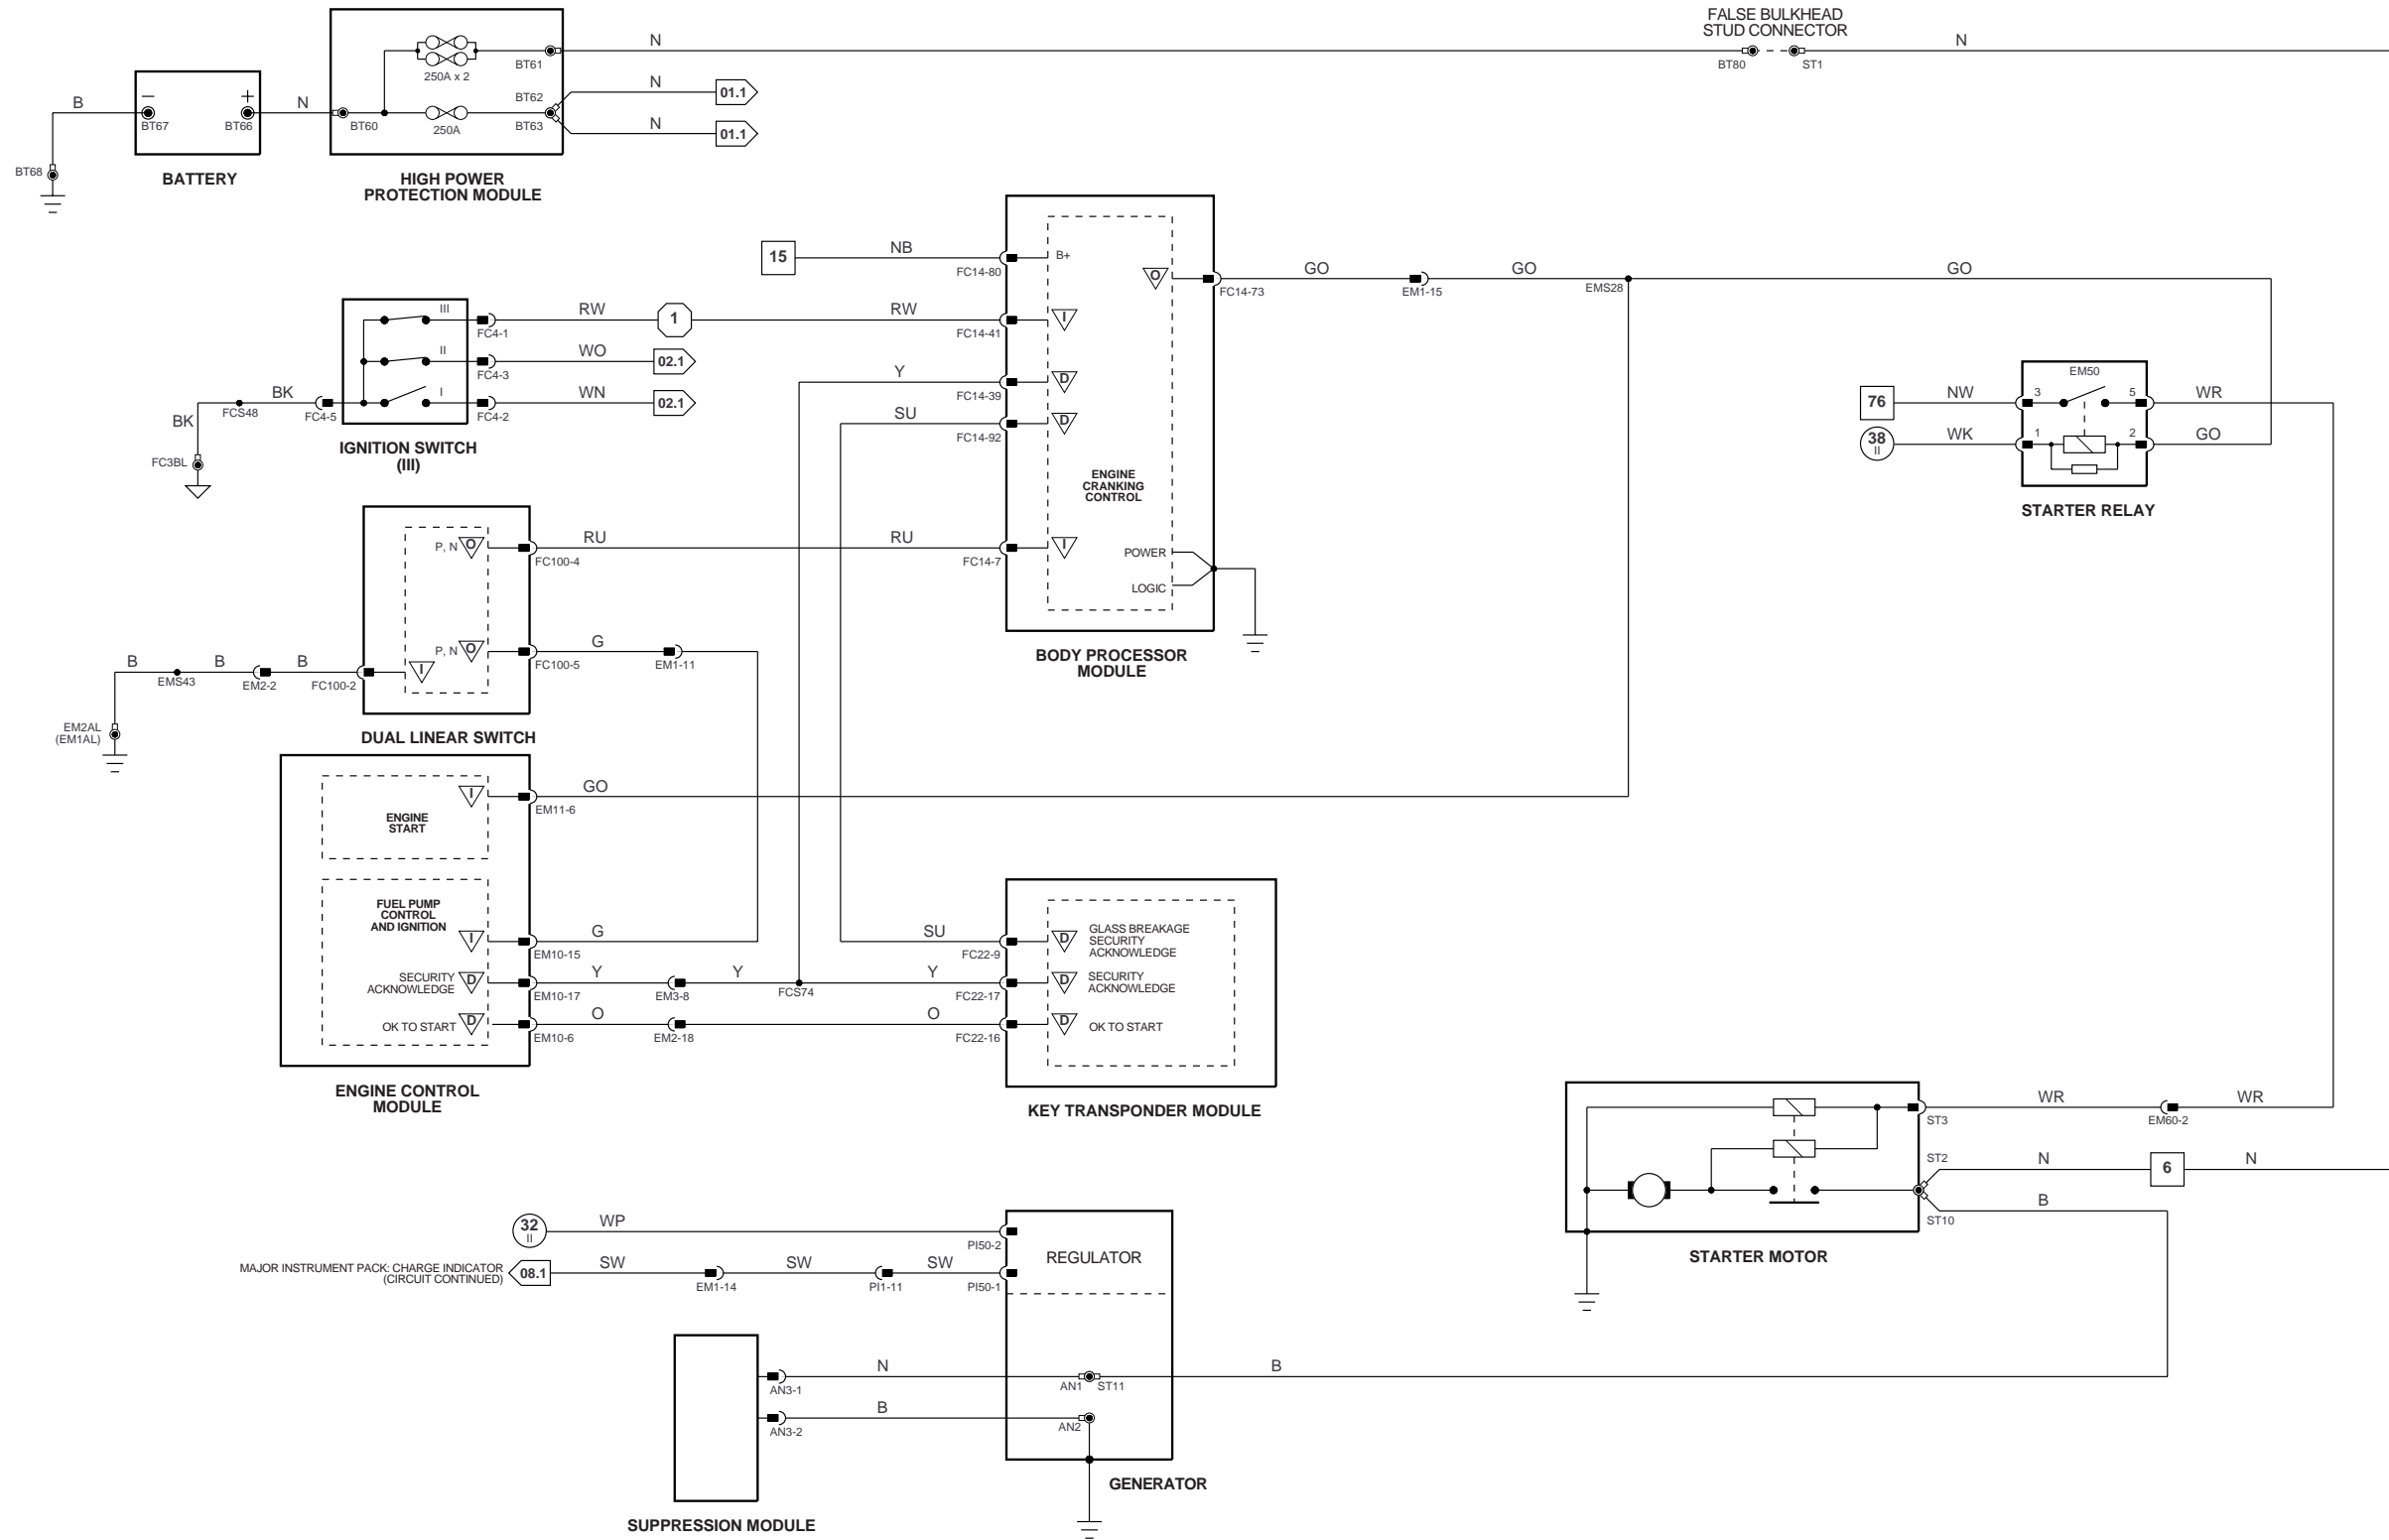 FALSE BULKHEAD
STUD CONNECTOR
N
N
BT61
BT80
ST1
250A x 2
B
−
+
N
BT62
N
01.1
BT67
BT66
BT60
250A
BT63
N
01.1
BT68
BATTERY
HIGH POWER
PROTECTION MODULE
15
NB
FC14-80
B+
O
FC14-73
GO
EM1-15
GO
EMS28
GO
III
FC4-1
RW
1
RW
FC14-41
I
II
FC4-3
WO
02.1
I
FC4-2
WN
02.1
BK
FCS48
BK
FC4-5
FC3BL
IGNITION SWITCH
(III)
Y
FC14-39
D
SU
FC14-92
D
ENGINE
CRANKING
CONTROL
EM50
76
NW
3
5
WR
38
II
WK
1
2
GO
STARTER RELAY
P, N
O
FC100-4
RU
RU
FC14-7
I
POWER
LOGIC
P, N
O
FC100-5
G
EM1-11
BODY PROCESSOR
MODULE
B
EMS43
B
EM2-2
B
FC100-2
I
EM2AL
(EM1AL)
DUAL LINEAR SWITCH
I
EM11-6
GO
ENGINE
START
FUEL PUMP
CONTROL
AND IGNITION
I
EM10-15
G
SECURITY
ACKNOWLEDGE
D
EM10-17
Y
EM3-8
Y
FCS74
Y
FC22-17
D
SECURITY
ACKNOWLEDGE
SU
FC22-9
D
GLASS BREAKAGE
SECURITY
ACKNOWLEDGE
OK TO START
D
EM10-6
O
EM2-18
O
FC22-16
D
OK TO START
ENGINE CONTROL
MODULE
KEY TRANSPONDER MODULE
ST3
WR
EM60-2
WR
ST2
N
6
N
ST10
B
STARTER MOTOR
32
II
WP
PI50-2
REGULATOR
MAJOR INSTRUMENT PACK: CHARGE INDICATOR
(CIRCUIT CONTINUED)
08.1
SW
EM1-14
SW
PI1-11
SW
PI50-1
AN3-1
N
AN1
ST11
B
AN3-2
B
AN2
GENERATOR
SUPPRESSION MODULE